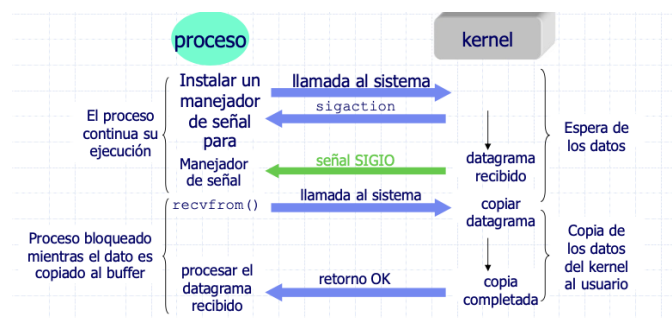 proceso
kernel
Instalar un
manejador
de señal
para
llamada al sistema
sigaction
El proceso
continua su
ejecución
Espera de
los datos
Manejador
de señal
señal SIGIO
datagrama
recibido
recvfrom()
llamada al sistema
copiar
datagrama
Proceso bloqueado
mientras el dato es
copiado al buffer
Copia de
los datos
del kernel
al usuario
procesar el
datagrama
recibido
retorno OK
copia
completada